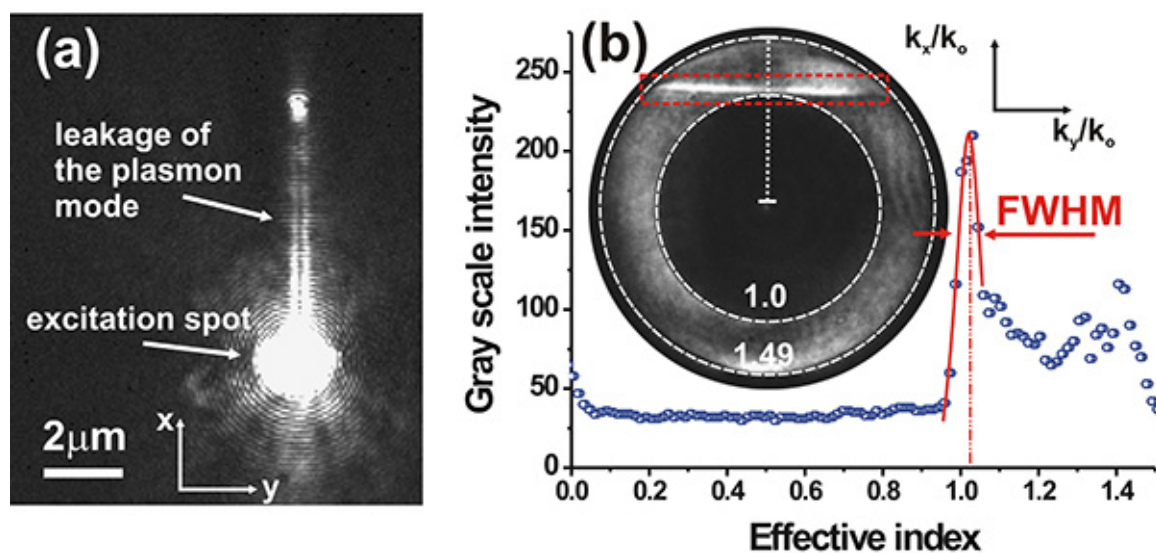 (a)
leakage of
the plasmon
mode
excitation spot
2μm
x
y
(b)
kₓ/kₒ
k_y/kₒ
FWHM
1.0
1.49
Gray scale intensity
250
200
150
100
50
0
0.0 0.2 0.4 0.6 0.8 1.0 1.2 1.4
Effective index